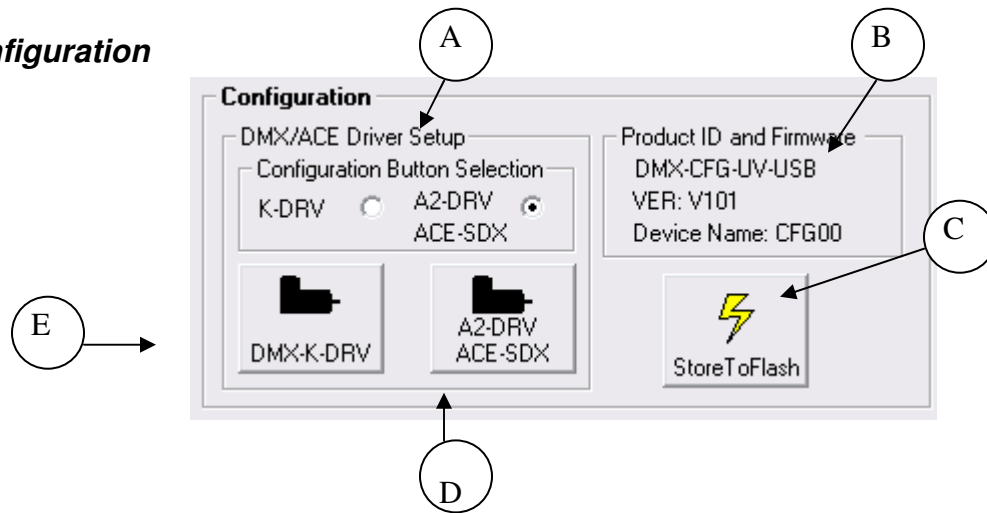 nfiguration
A
B
Configuration
DMX/ACE Driver Setup
Product ID and Firmware
Configuration Button Selection
DMX-CFG-UV-USB
K-DRV
A2-DRV
ACE-SDX
VER: V101
Device Name: CFG00
C
E
DMX-K-DRV
A2-DRV
ACE-SDX
StoreToFlash
D